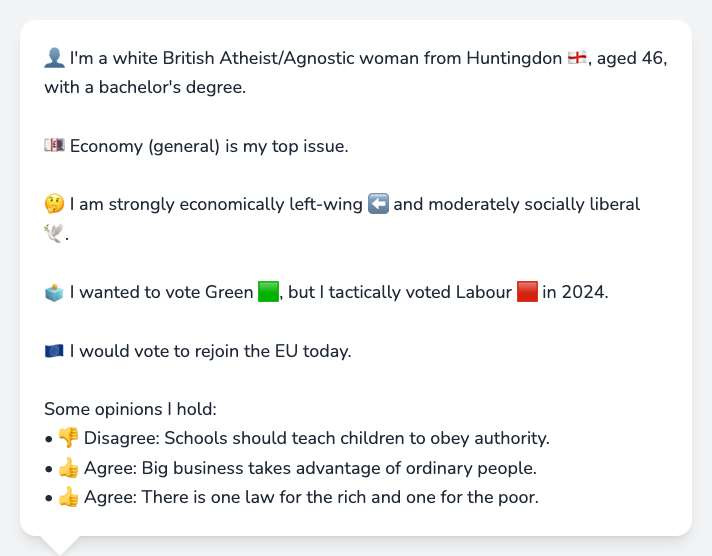 👤 I'm a white British Atheist/Agnostic woman from Huntingdon 🏴󠁧󠁢󠁥󠁮󠁧󠁿, aged 46,
with a bachelor's degree.
💷 Economy (general) is my top issue.
🤔 I am strongly economically left-wing ⬅️ and moderately socially liberal
🕊️.
🗳️ I wanted to vote Green 🟩, but I tactically voted Labour 🟥 in 2024.
🇪🇺 I would vote to rejoin the EU today.
Some opinions I hold:
• 👎 Disagree: Schools should teach children to obey authority.
• 👍 Agree: Big business takes advantage of ordinary people.
• 👍 Agree: There is one law for the rich and one for the poor.